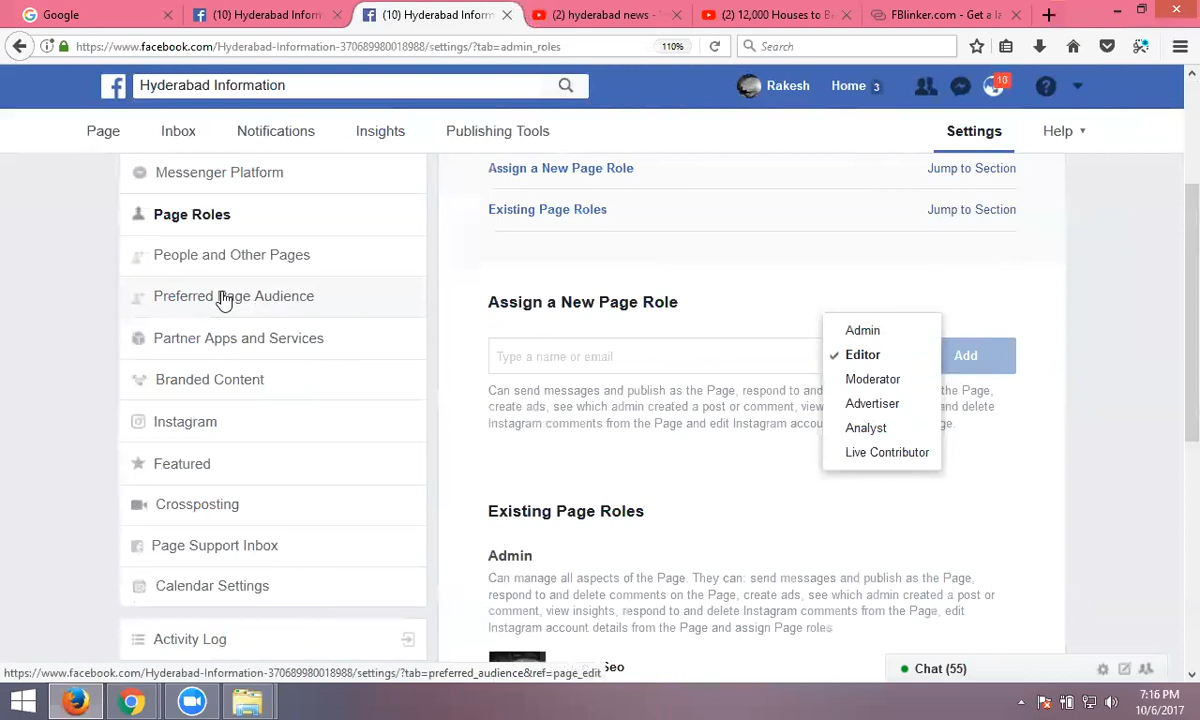 Google
(10) Hyderabad Inform
(10) Hyderabad Inform
(2) hyderabad news -
(2) 12,000 Houses to B
FBlinker.com - Get a la
https://www.facebook.com/Hyderabad-Information-370689980018988/settings/?tab=admin_roles
110%
Search
Hyderabad Information
Rakesh
Home 3
10
Page
Inbox
Notifications
Insights
Publishing Tools
Settings
Help
Messenger Platform
Page Roles
People and Other Pages
Preferred Page Audience
Partner Apps and Services
Branded Content
Instagram
Featured
Crossposting
Page Support Inbox
Calendar Settings
Activity Log
Assign a New Page Role
Jump to Section
Existing Page Roles
Jump to Section
Assign a New Page Role
Type a name or email
Add
Admin
Editor
Moderator
Advertiser
Analyst
Live Contributor
Can send messages and publish as the Page, respond to and the Page,
create ads, see which admin created a post or comment, view and delete
Instagram comments from the Page and edit Instagram accou ge.
Existing Page Roles
Admin
Can manage all aspects of the Page. They can: send messages and publish as the Page,
respond to and delete comments on the Page, create ads, see which admin created a post or
comment, view insights, respond to and delete Instagram comments from the Page, edit
Instagram account details from the Page and assign Page roles
Seo
Chat (55)
https://www.facebook.com/Hyderabad-Information-370689980018988/settings/?tab=preferred_audience&ref=page_edit
7:16 PM
10/6/2017